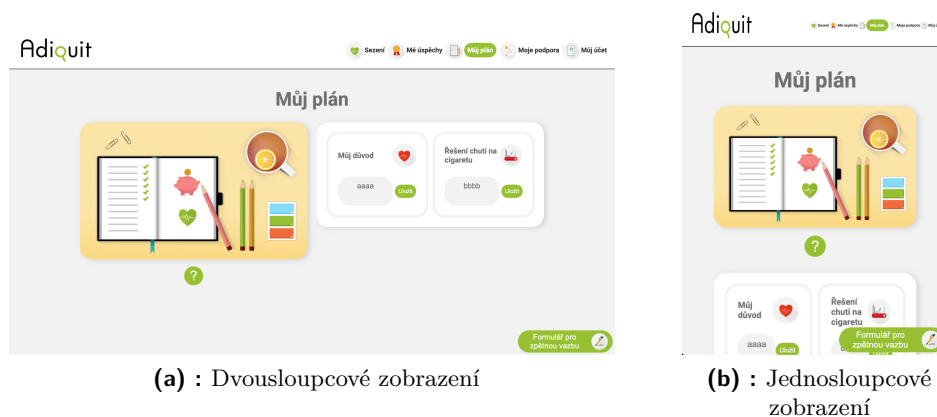 Adiquit
Sezení Mé úspěchy Můj plán Moje podpora Můj účet
Můj plán
Můj důvod
Řešení chuti na
cigaretu
aaaa
Uložit
bbbb
Uložit
?
Formulář pro
zpětnou vazbu
(a) : Dvousloupcové zobrazení
Adiquit
Sezení Mé úspěchy Můj plán Moje podpora
Můj plán
?
Můj
důvod
Řešení
chuti na
cigaretu
aaaa
Uložit
Formulář pro
zpětnou vazbu
(b) : Jednosloupcové
zobrazení